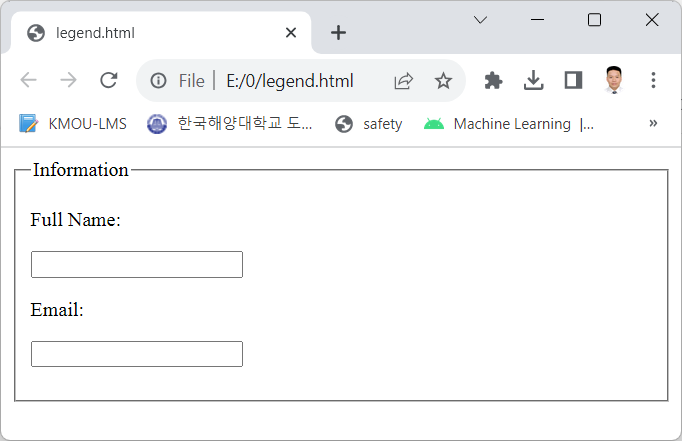 legend.html
File E:/0/legend.html
KMOU-LMS 한국해양대학교 도... safety Machine Learning |... »
Information
Full Name:
Email: